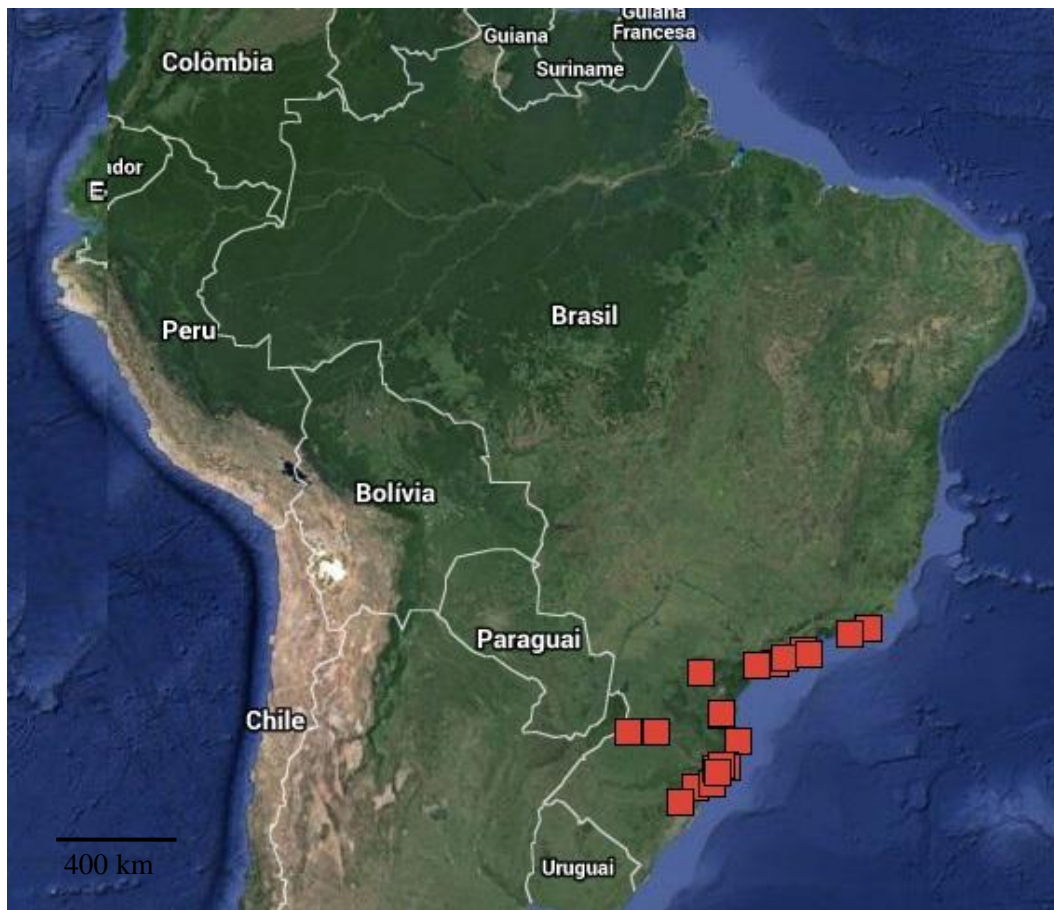 Guiana
Guiana
Francesa
Colômbia
Suriname
ador
E
Peru
Brasil
Bolívia
Paraguai
Chile
400 km
Uruguai